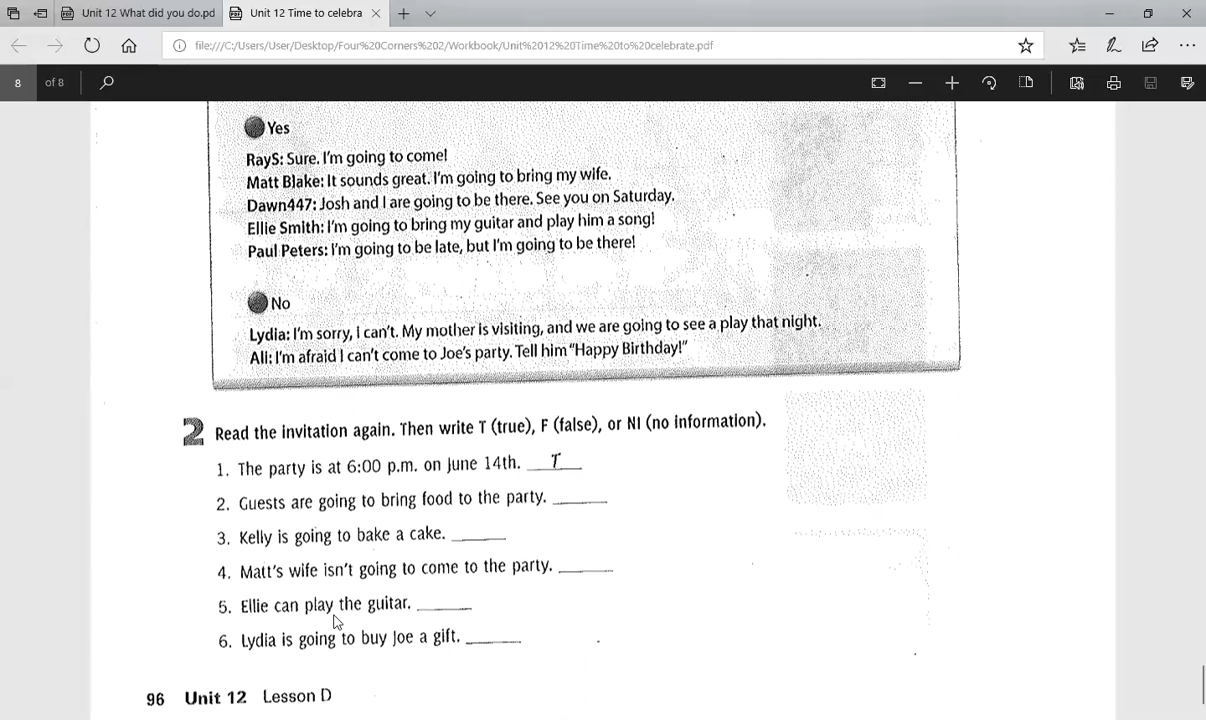 Unit 12 What did you do.pd
Unit 12 Time to celebra
file:///C:/Users/User/Desktop/Four%20Corners%202/Workbook/Unit%2012%20Time%20to%20celebrate.pdf
8 of 8
Yes
RayS: Sure. I'm going to come!
Matt Blake: It sounds great. I'm going to bring my wife.
Dawn447: Josh and I are going to be there. See you on Saturday.
Ellie Smith: I'm going to bring my guitar and play him a song!
Paul Peters: I'm going to be late, but I'm going to be there!
No
Lydia: I'm sorry, I can't. My mother is visiting, and we are going to see a play that night.
Ali: I'm afraid I can't come to Joe's party. Tell him "Happy Birthday!"
2 Read the invitation again. Then write T (true), F (false), or NI (no information).
1. The party is at 6:00 p.m. on June 14th. T
2. Guests are going to bring food to the party.
3. Kelly is going to bake a cake.
4. Matt's wife isn't going to come to the party.
5. Ellie can play the guitar.
6. Lydia is going to buy Joe a gift.
96 Unit 12 Lesson D